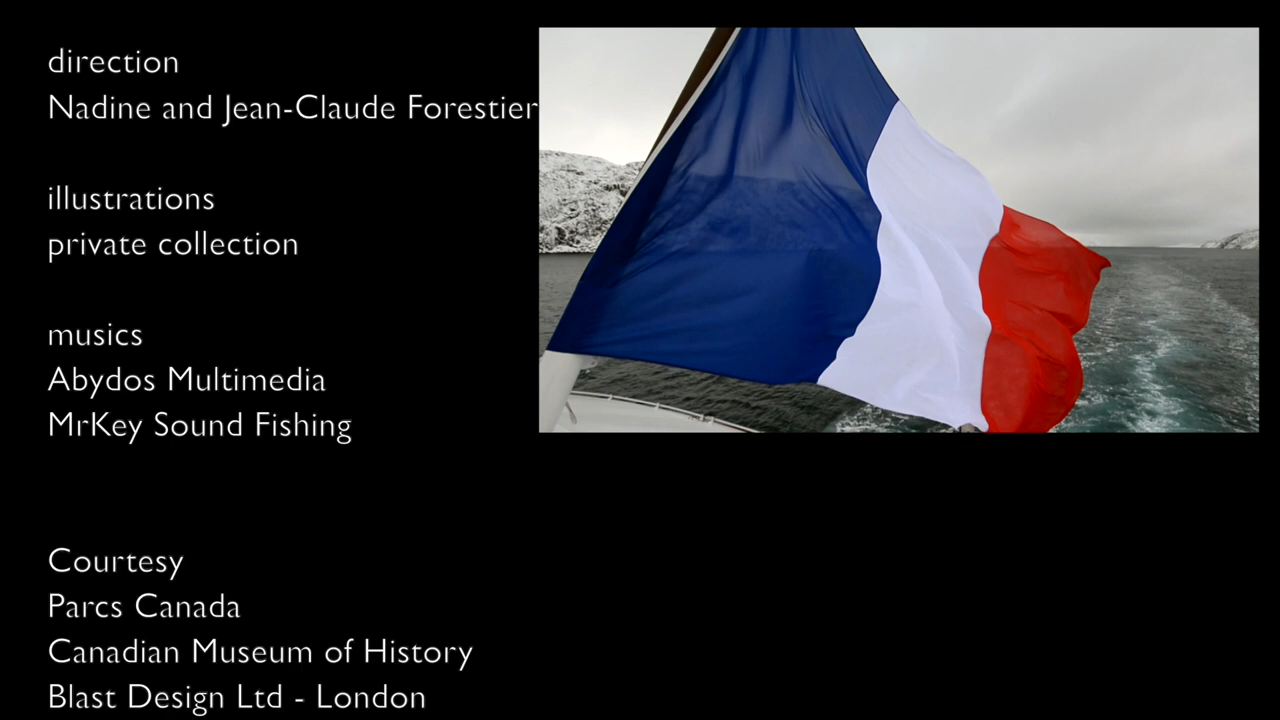 direction
Nadine and Jean-Claude Forestier
illustrations
private collection
musics
Abydos Multimedia
MrKey Sound Fishing
Courtesy
Parcs Canada
Canadian Museum of History
Blast Design Ltd - London